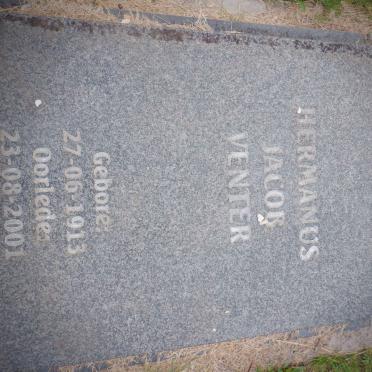 HERMANUS
JACOB
VENTER
Gebore:
27-06-1913
Oorlede:
23-08-2001